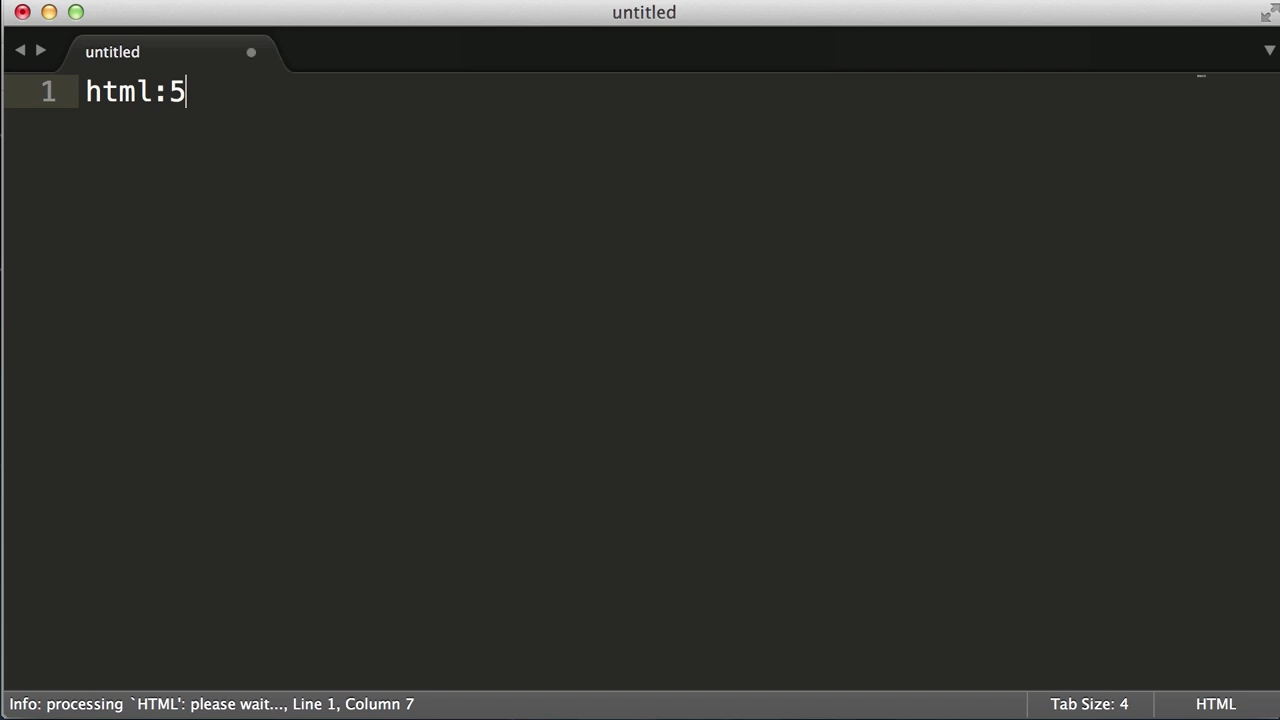 untitled
untitled
1 html:5
Info: processing `HTML': please wait..., Line 1, Column 7 Tab Size: 4 HTML